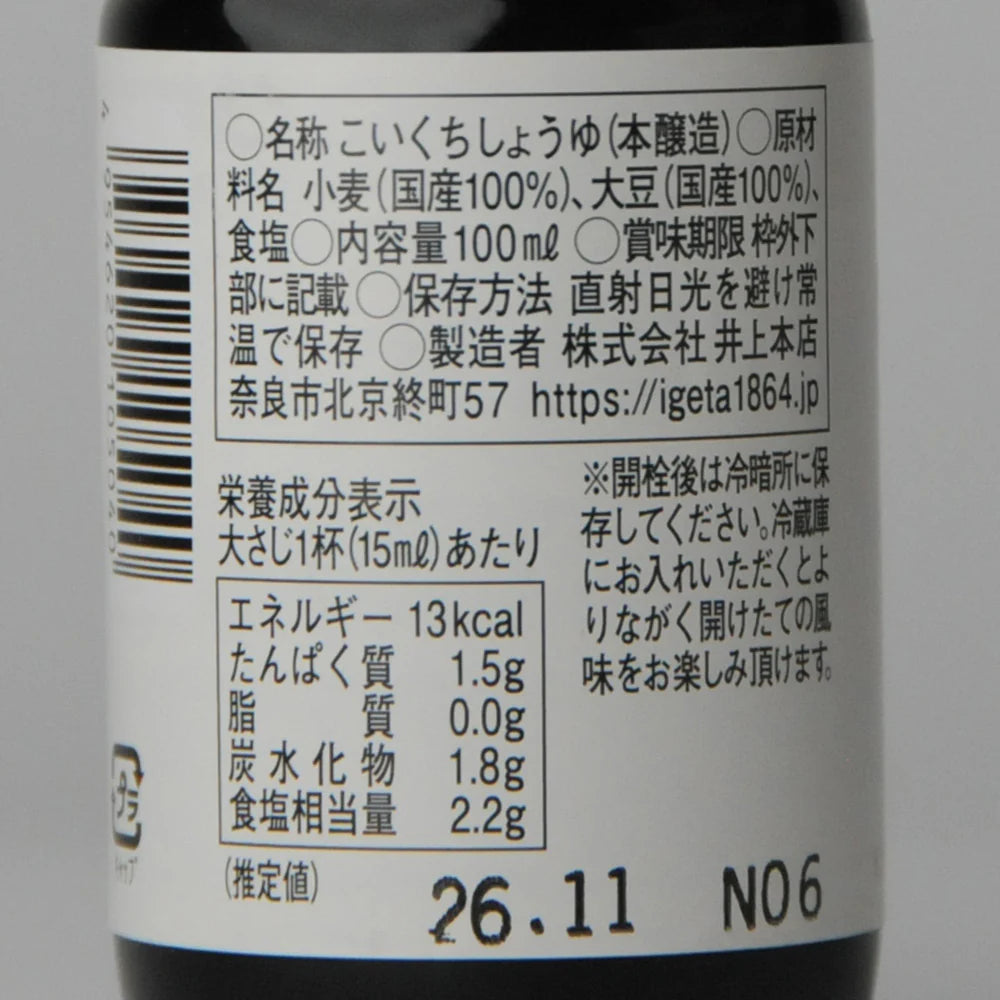 ○名称 こいくちしょうゆ(本醸造)○原材
料名 小麦(国産100%)、大豆(国産100%)、
食塩○内容量100㎖ ○賞味期限 枠外下
部に記載○保存方法 直射日光を避け常
温で保存 ○製造者 株式会社 井上本店
奈良市北京終町57 https://igeta1864.jp
栄養成分表示
大さじ1杯(15㎖)あたり
エネルギー 13kcal
たんぱく質 1.5g
脂質 0.0g
炭水化物 1.8g
食塩相当量 2.2g
(推定値)
※開栓後は冷暗所に保
存してください。冷蔵庫
にお入れいただくとよ
りながく開けたての風
味をお楽しみ頂けます。
26.11 NO6
プラ
キャップ